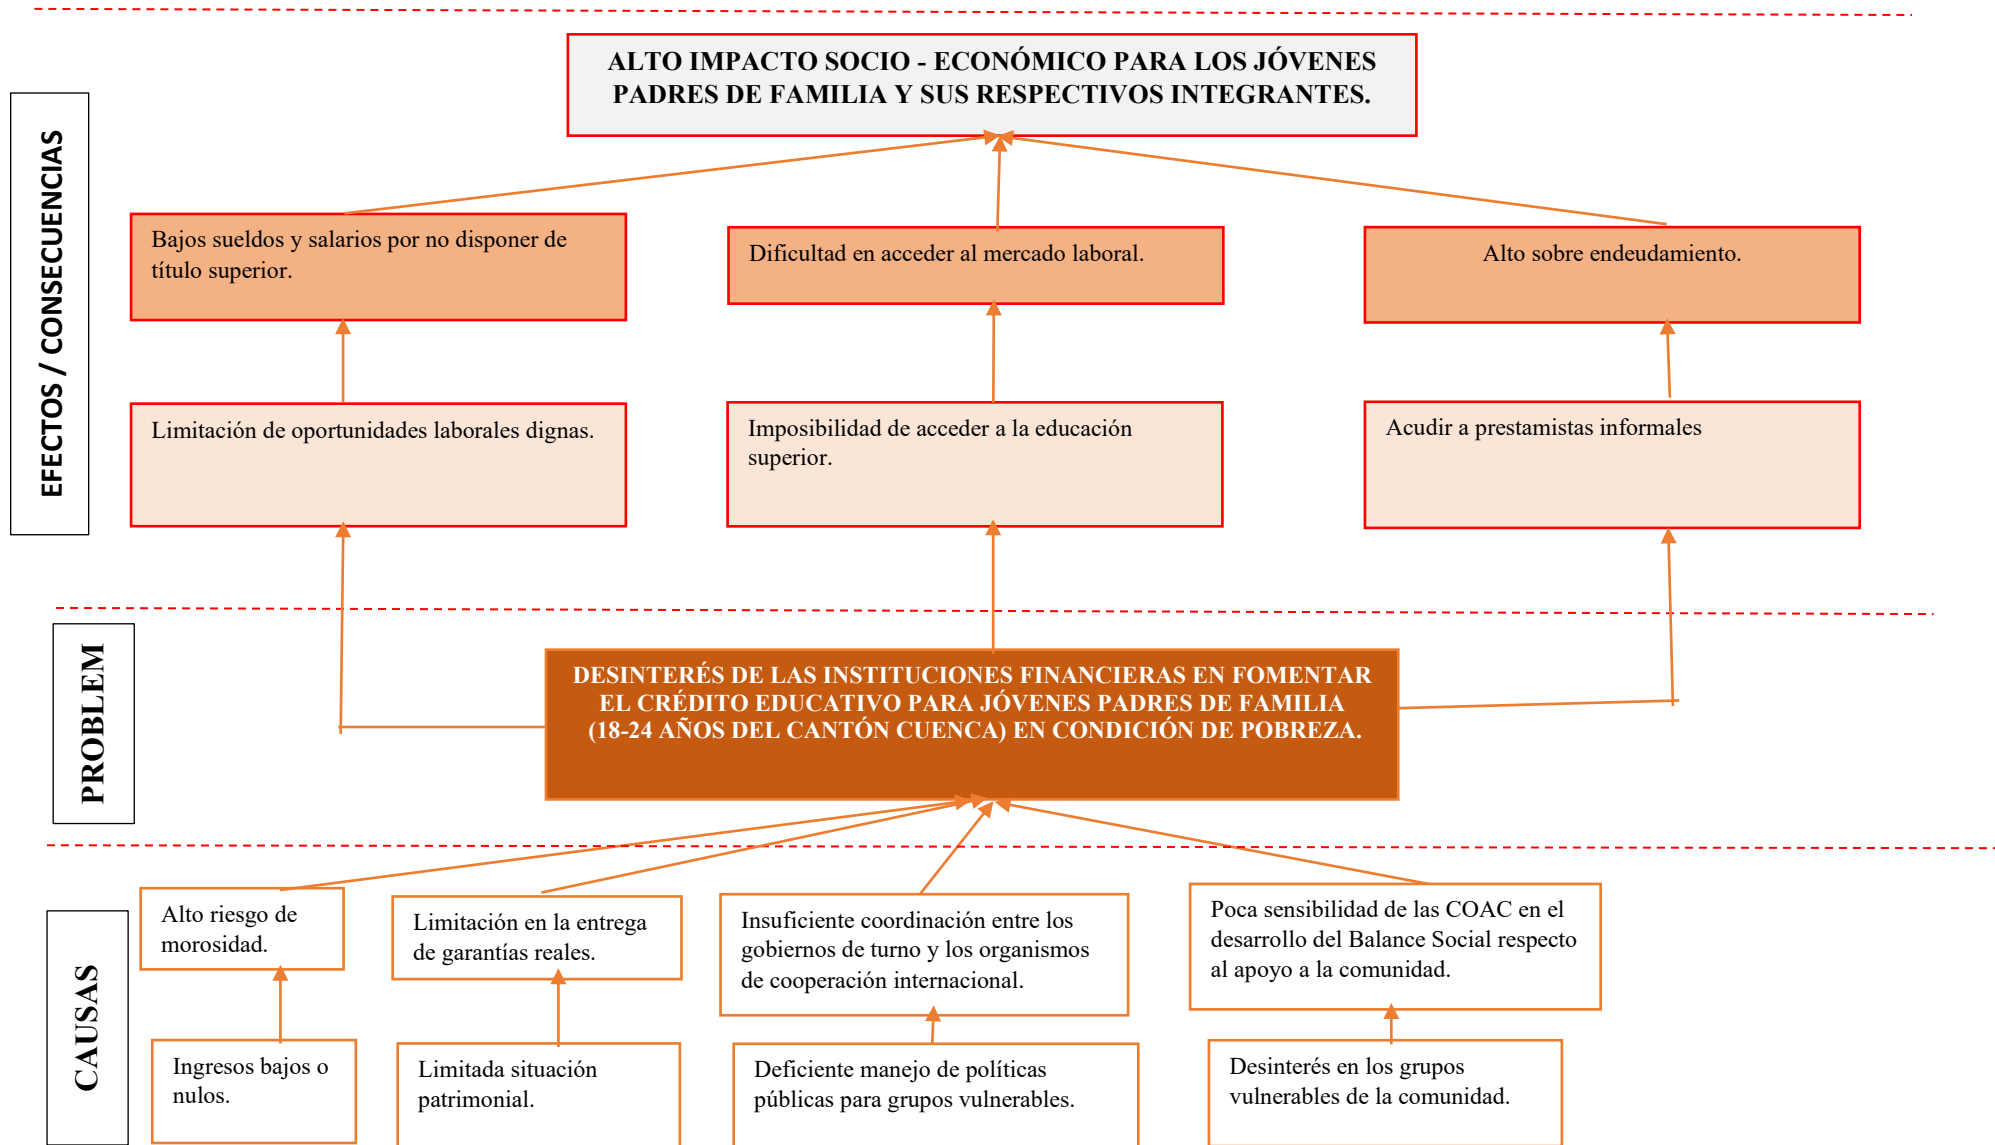 ALTO IMPACTO SOCIO - ECONÓMICO PARA LOS JÓVENES
PADRES DE FAMILIA Y SUS RESPECTIVOS INTEGRANTES.
EFECTOS / CONSECUENCIAS
Bajos sueldos y salarios por no disponer de
título superior.
Dificultad en acceder al mercado laboral.
Alto sobre endeudamiento.
Limitación de oportunidades laborales dignas.
Imposibilidad de acceder a la educación
superior.
Acudir a prestamistas informales
PROBLEM
DESINTERÉS DE LAS INSTITUCIONES FINANCIERAS EN FOMENTAR
EL CRÉDITO EDUCATIVO PARA JÓVENES PADRES DE FAMILIA
(18-24 AÑOS DEL CANTÓN CUENCA) EN CONDICIÓN DE POBREZA.
CAUSAS
Alto riesgo de
morosidad.
Limitación en la entrega
de garantías reales.
Insuficiente coordinación entre los
gobiernos de turno y los organismos
de cooperación internacional.
Poca sensibilidad de las COAC en el
desarrollo del Balance Social respecto
al apoyo a la comunidad.
Ingresos bajos o
nulos.
Limitada situación
patrimonial.
Deficiente manejo de políticas
públicas para grupos vulnerables.
Desinterés en los grupos
vulnerables de la comunidad.